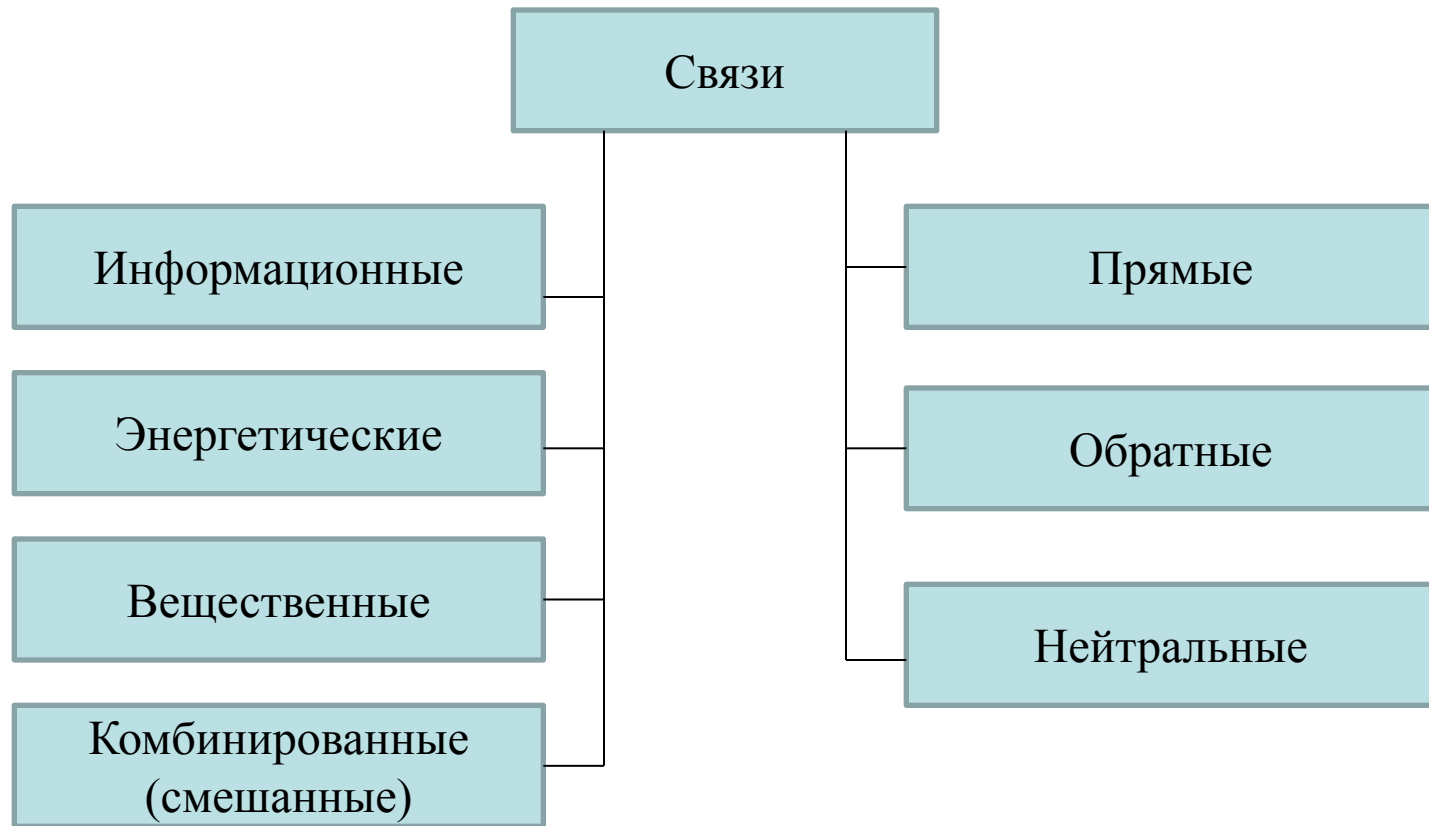 Связи
Информационные
Энергетические
Вещественные
Комбинированные
(смешанные)
Прямые
Обратные
Нейтральные